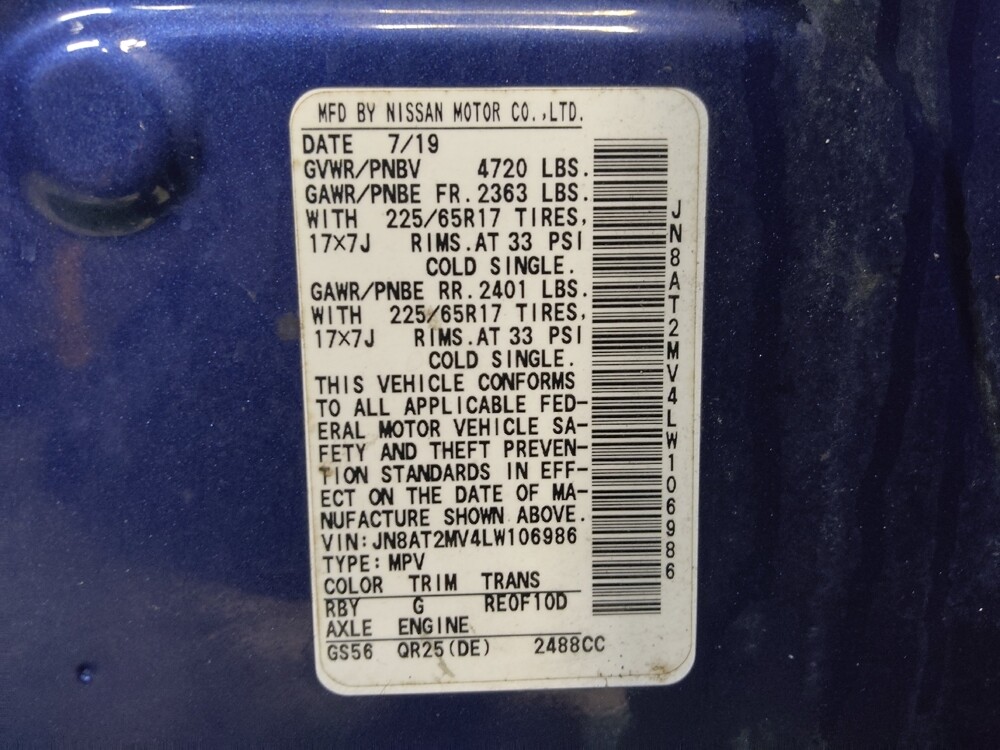 MFD BY NISSAN MOTOR CO.,LTD.
DATE 7/19
GVWR/PNBV 4720 LBS.
GAWR/PNBE FR.2363 LBS.
WITH 225/65R17 TIRES,
17×7J RIMS.AT 33 PSI
COLD SINGLE.
GAWR/PNBE RR.2401 LBS.
WITH 225/65R17 TIRES,
17×7J RIMS.AT 33 PSI
COLD SINGLE.
THIS VEHICLE CONFORMS
TO ALL APPLICABLE FED-
ERAL MOTOR VEHICLE SA-
FETY AND THEFT PREVEN-
TION STANDARDS IN EFF-
ECT ON THE DATE OF MA-
NUFACTURE SHOWN ABOVE.
VIN:JN8AT2MV4LW106986
TYPE:MPV
COLOR TRIM TRANS
RBY G RE0F10D
AXLE ENGINE
GS56 QR25(DE) 2488CC
JN8AT2MV4LW106986